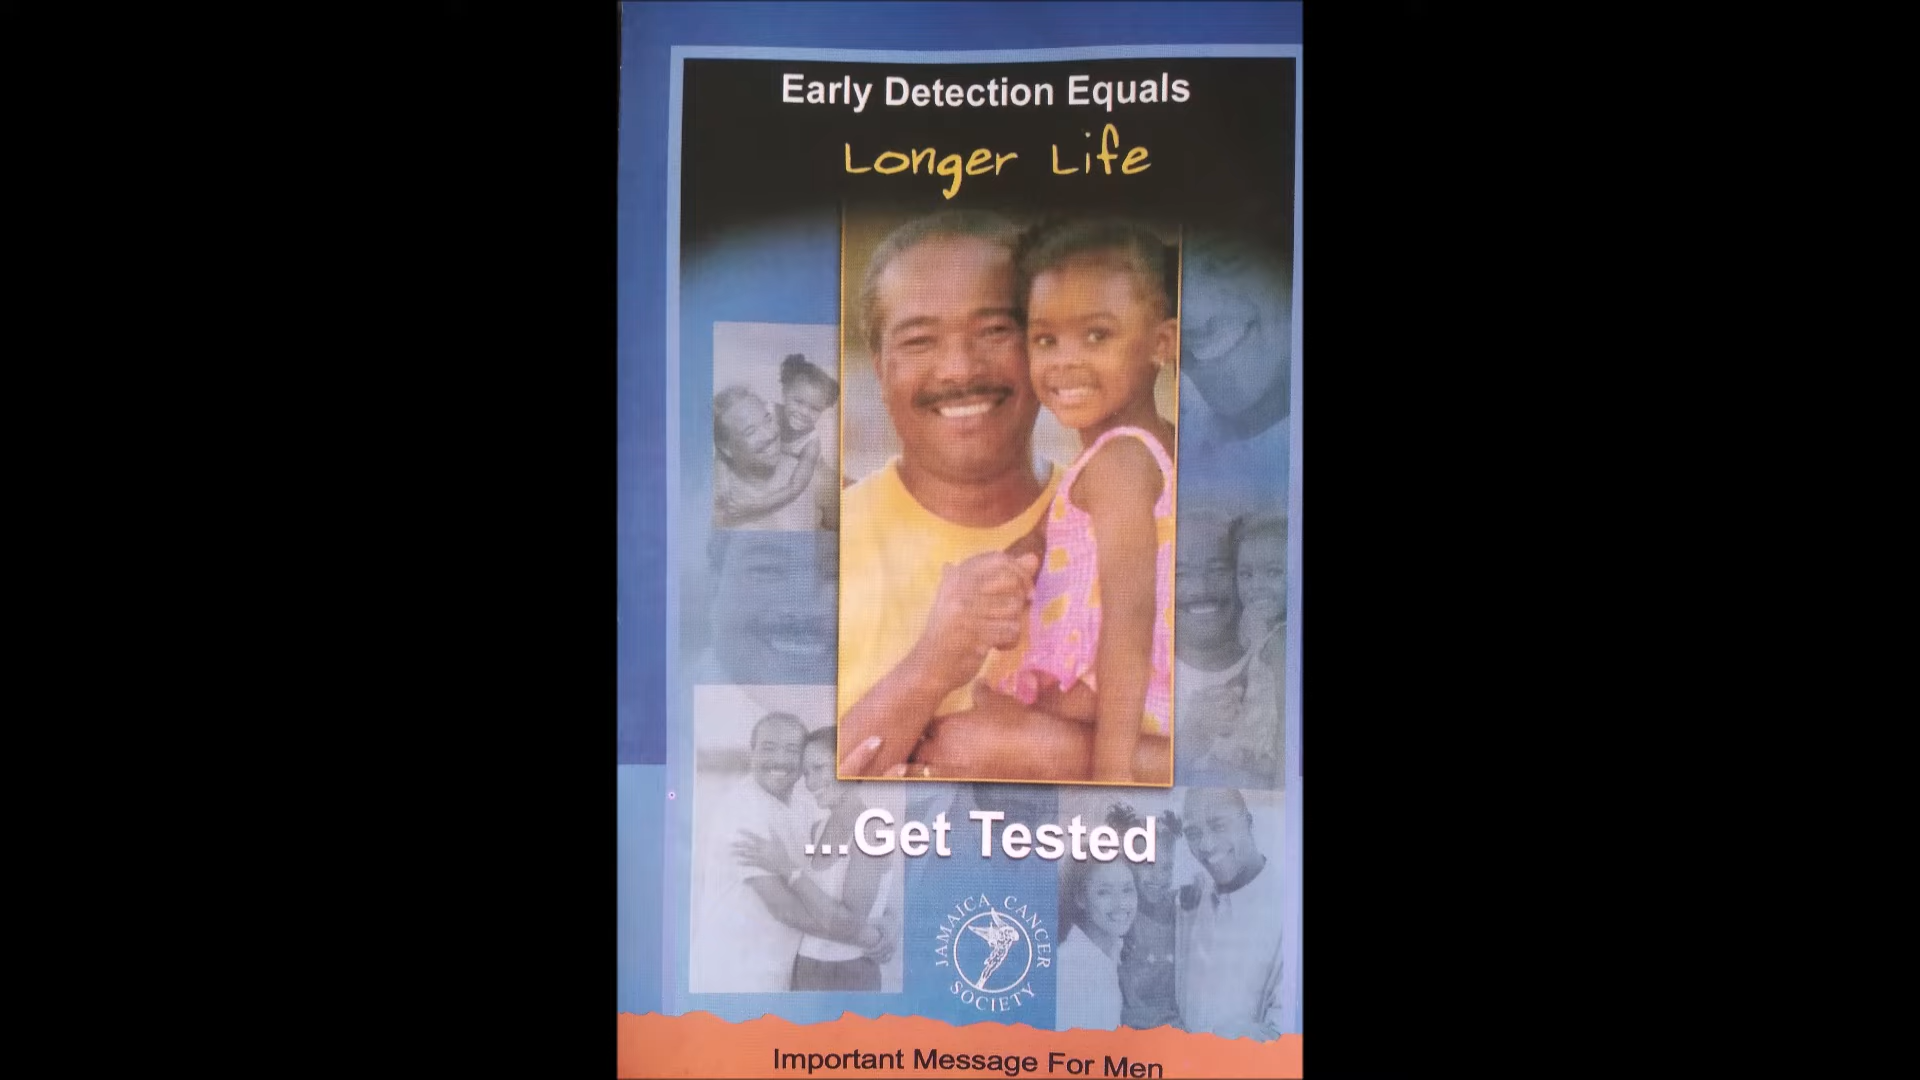 Early Detection Equals
Longer Life
...Get Tested
JAMAICA CANCER
SOCIETY
Important Message For Men